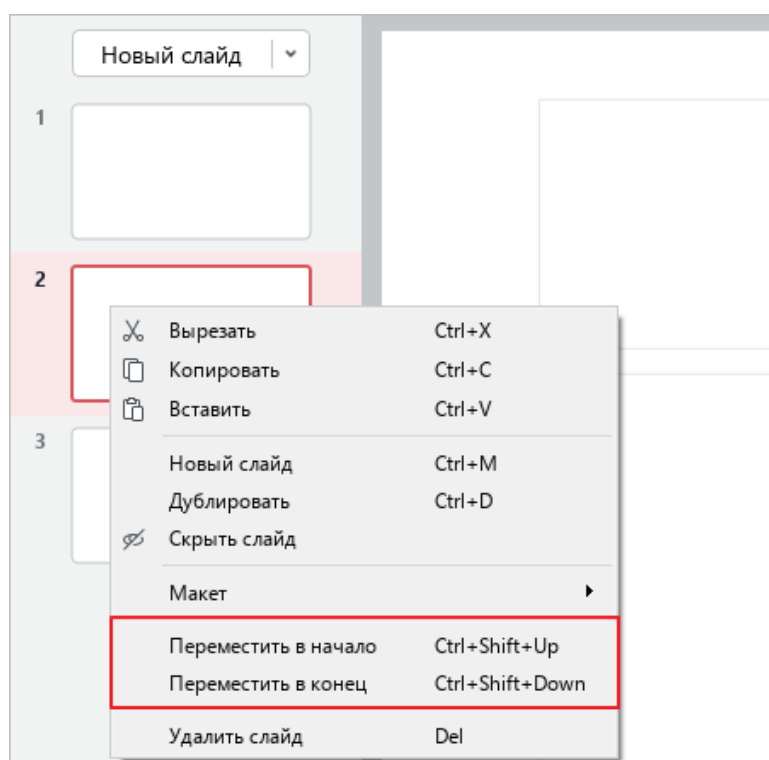 Новый слайд
1
2
Вырезать Ctrl+X
Копировать Ctrl+C
Вставить Ctrl+V
3
Новый слайд Ctrl+M
Дублировать Ctrl+D
Скрыть слайд
Макет
Переместить в начало Ctrl+Shift+Up
Переместить в конец Ctrl+Shift+Down
Удалить слайд Del